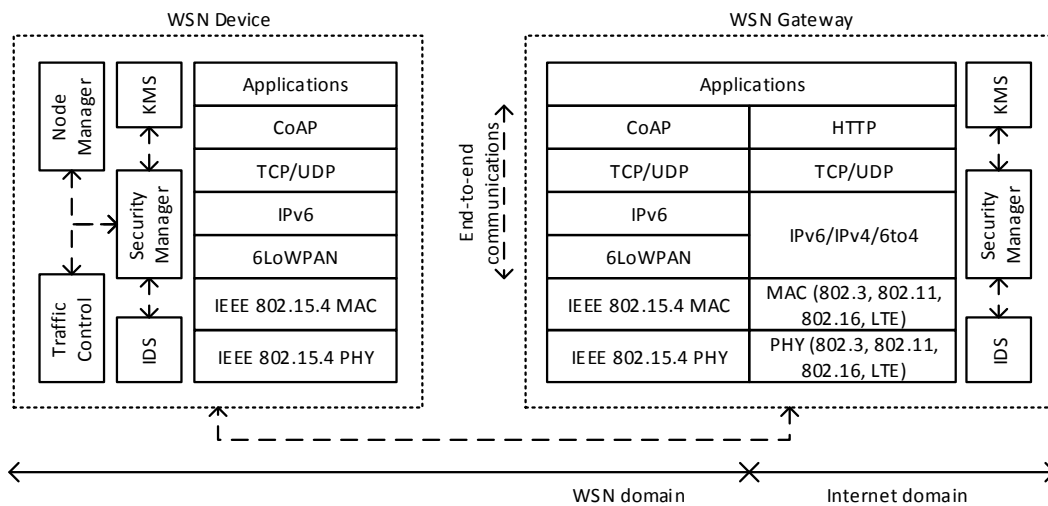 WSN Device
Node
Manager
KMS
Security
Manager
Traffic
Control
IDS
Applications
CoAP
TCP/UDP
IPv6
6LoWPAN
IEEE 802.15.4 MAC
IEEE 802.15.4 PHY
End-to-end
communications
WSN Gateway
Applications
CoAP
HTTP
TCP/UDP
TCP/UDP
IPv6
6LoWPAN
IPv6/IPv4/6to4
IEEE 802.15.4 MAC
MAC (802.3, 802.11,
802.16, LTE)
IEEE 802.15.4 PHY
PHY (802.3, 802.11,
802.16, LTE)
KMS
Security
Manager
IDS
WSN domain
Internet domain